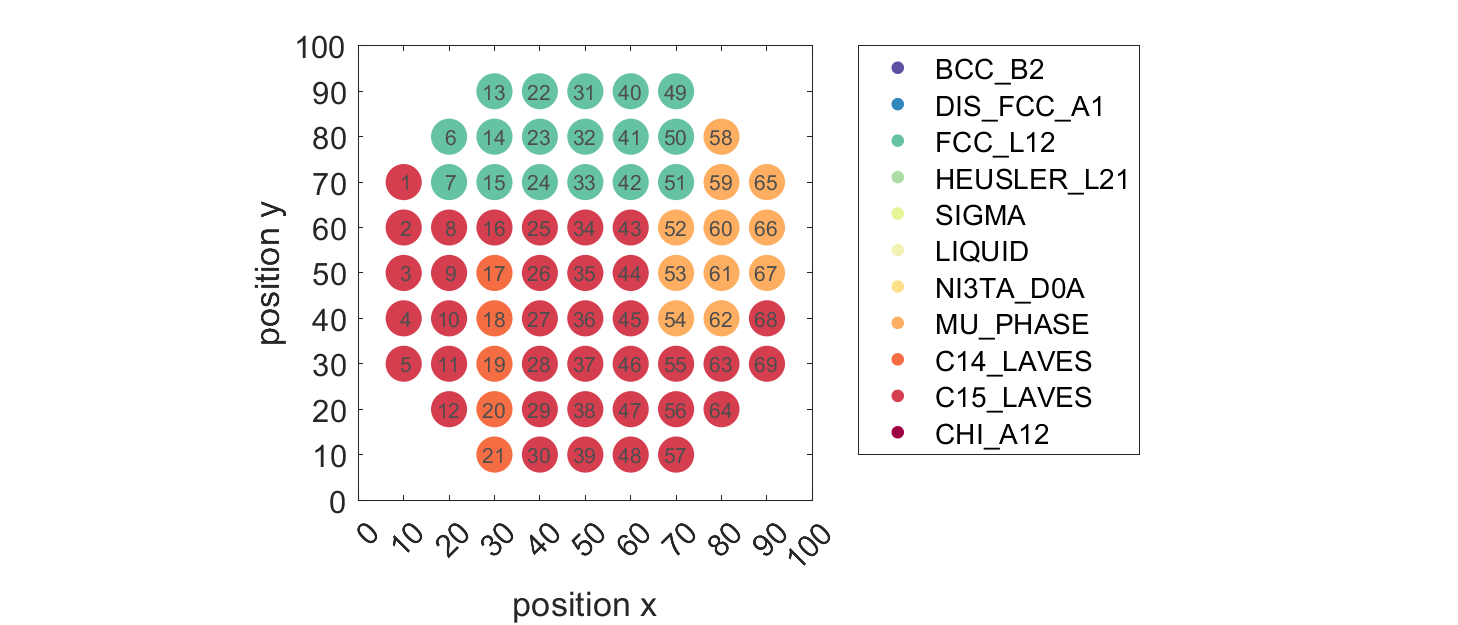 100
90
80
70
60
50
40
30
20
10
0
position y
13 22 31 40 49
6 14 23 32 41 50 58
1 7 15 24 33 42 51 59 65
2 8 16 25 34 43 52 60 66
3 9 17 26 35 44 53 61 67
4 10 18 27 36 45 54 62 68
5 11 19 28 37 46 55 63 69
12 20 29 38 47 56 64
21 30 39 48 57
0 10 20 30 40 50 60 70 80 90 100
position x
BCC_B2
DIS_FCC_A1
FCC_L12
HEUSLER_L21
SIGMA
LIQUID
NI3TA_D0A
MU_PHASE
C14_LAVES
C15_LAVES
CHI_A12